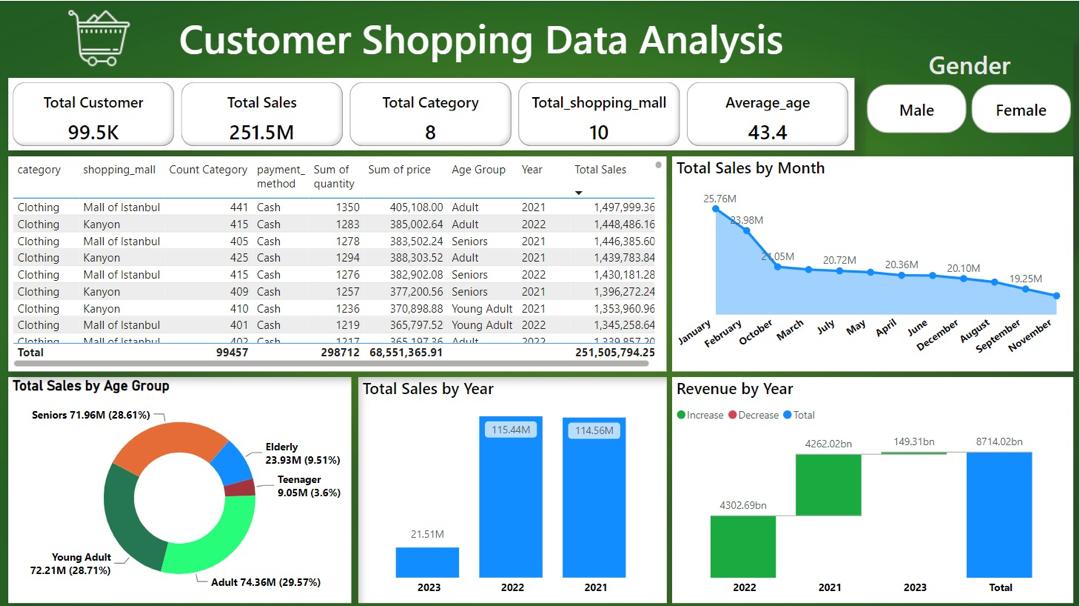 Customer Shopping Data Analysis
Gender
Male
Female
Total Customer
99.5K
Total Sales
251.5M
Total Category
8
Total_shopping_mall
10
Average_age
43.4
category shopping_mall Count Category payment_ method Sum of quantity Sum of price Age Group Year Total Sales
Clothing Mall of Istanbul 441 Cash 1350 405,108.00 Adult 2021 1,497,999.36
Clothing Kanyon 415 Cash 1283 385,002.64 Adult 2022 1,448,486.16
Clothing Mall of Istanbul 405 Cash 1278 383,502.24 Seniors 2021 1,446,385.60
Clothing Kanyon 425 Cash 1294 388,303.52 Adult 2021 1,439,783.84
Clothing Mall of Istanbul 415 Cash 1276 382,902.08 Seniors 2022 1,430,181.28
Clothing Kanyon 409 Cash 1257 377,200.56 Seniors 2021 1,396,272.24
Clothing Kanyon 410 Cash 1236 370,898.88 Young Adult 2021 1,353,960.96
Clothing Mall of Istanbul 401 Cash 1219 365,797.52 Young Adult 2022 1,345,258.64
Clothing Mall of Istanbul 402 Cash 1217 365,197.36 Adult 2022 1,339,857.20
Total 99457 298712 68,551,365.91 251,505,794.25
Total Sales by Month
25.76M
23.98M
21.05M
20.72M
20.36M
20.10M
19.25M
January
February
October
March
July
May
April
June
December
August
September
November
Total Sales by Age Group
Seniors 71.96M (28.61%)
Elderly
23.93M (9.51%)
Teenager
9.05M (3.6%)
Young Adult
72.21M (28.71%)
Adult 74.36M (29.57%)
Total Sales by Year
115.44M
114.56M
21.51M
2023 2022 2021
Revenue by Year
Increase Decrease Total
4262.02bn
149.31bn
8714.02bn
4302.69bn
2022 2021 2023 Total